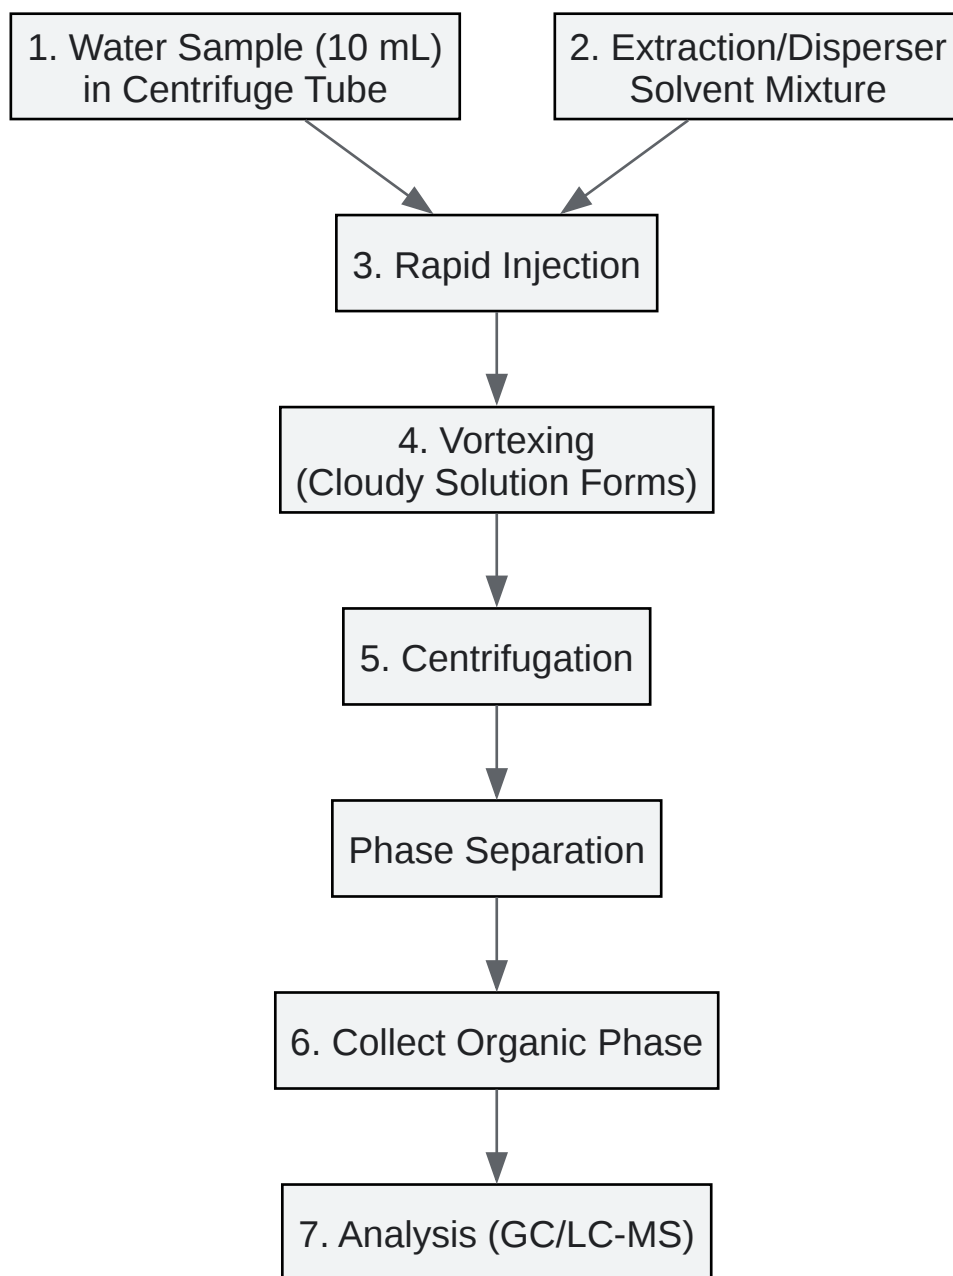 1. Water Sample (10 mL)
in Centrifuge Tube
2. Extraction/Disperser
Solvent Mixture
3. Rapid Injection
4. Vortexing
(Cloudy Solution Forms)
5. Centrifugation
Phase Separation
6. Collect Organic Phase
7. Analysis (GC/LC-MS)